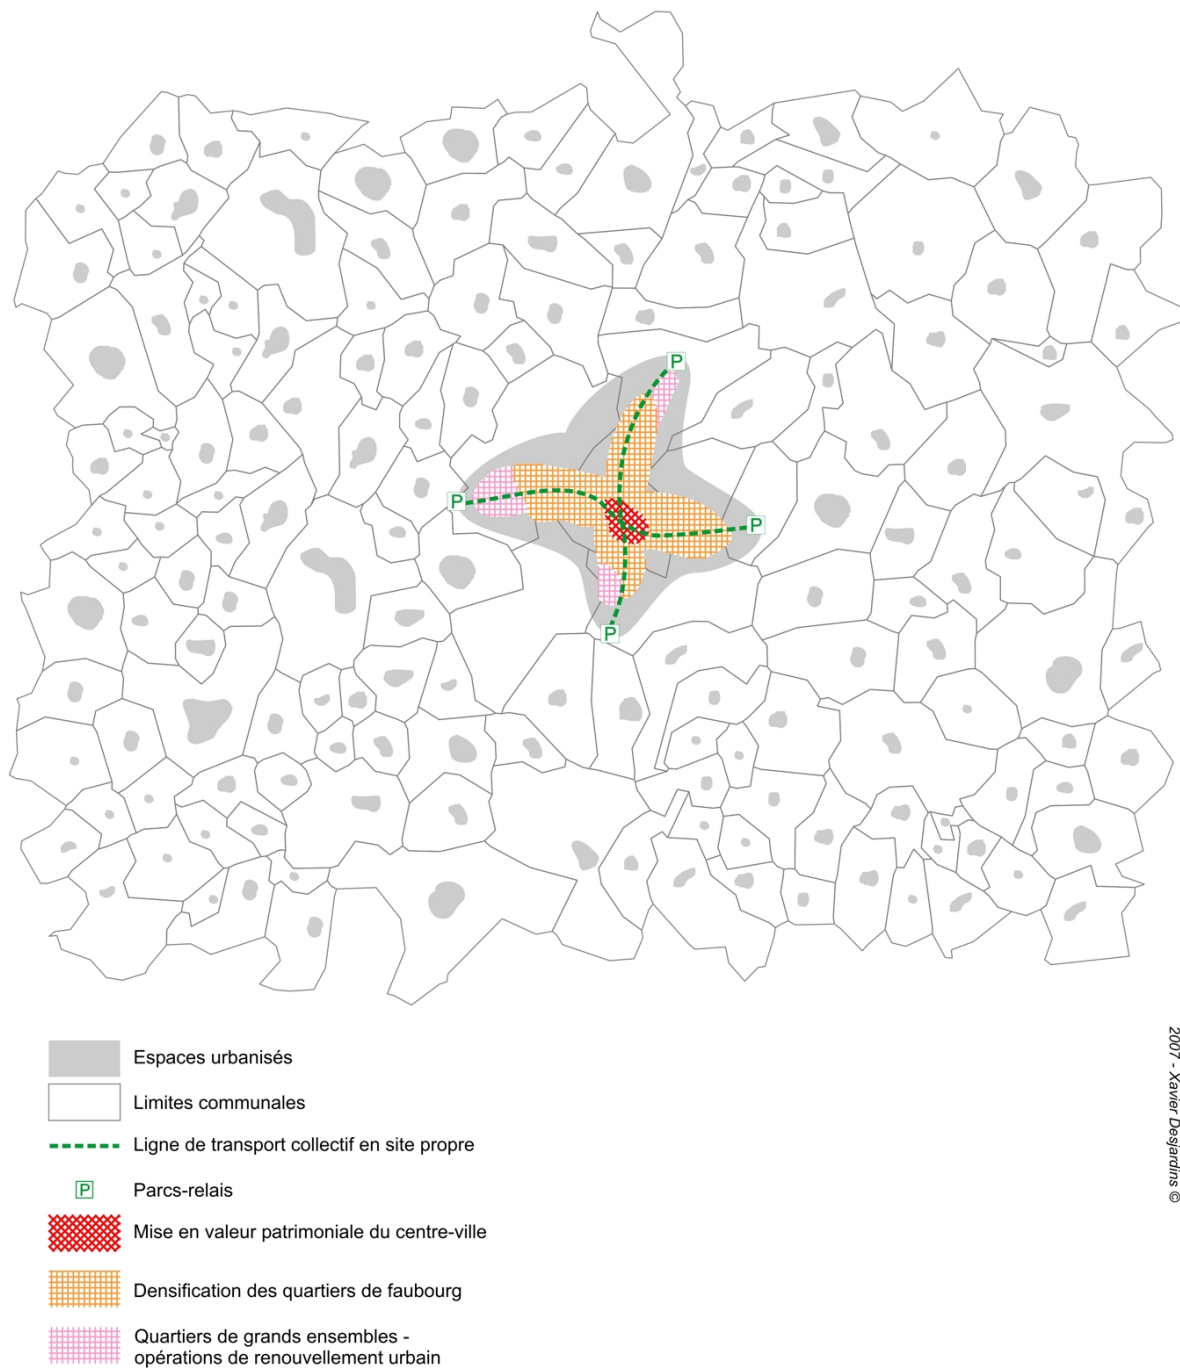 P
P
P
P
Espaces urbanisés
Limites communales
Ligne de transport collectif en site propre
P
Parcs-relais
Mise en valeur patrimoniale du centre-ville
Densification des quartiers de faubourg
Quartiers de grands ensembles -
opérations de renouvellement urbain
2007 - Xavier Desjardins ©